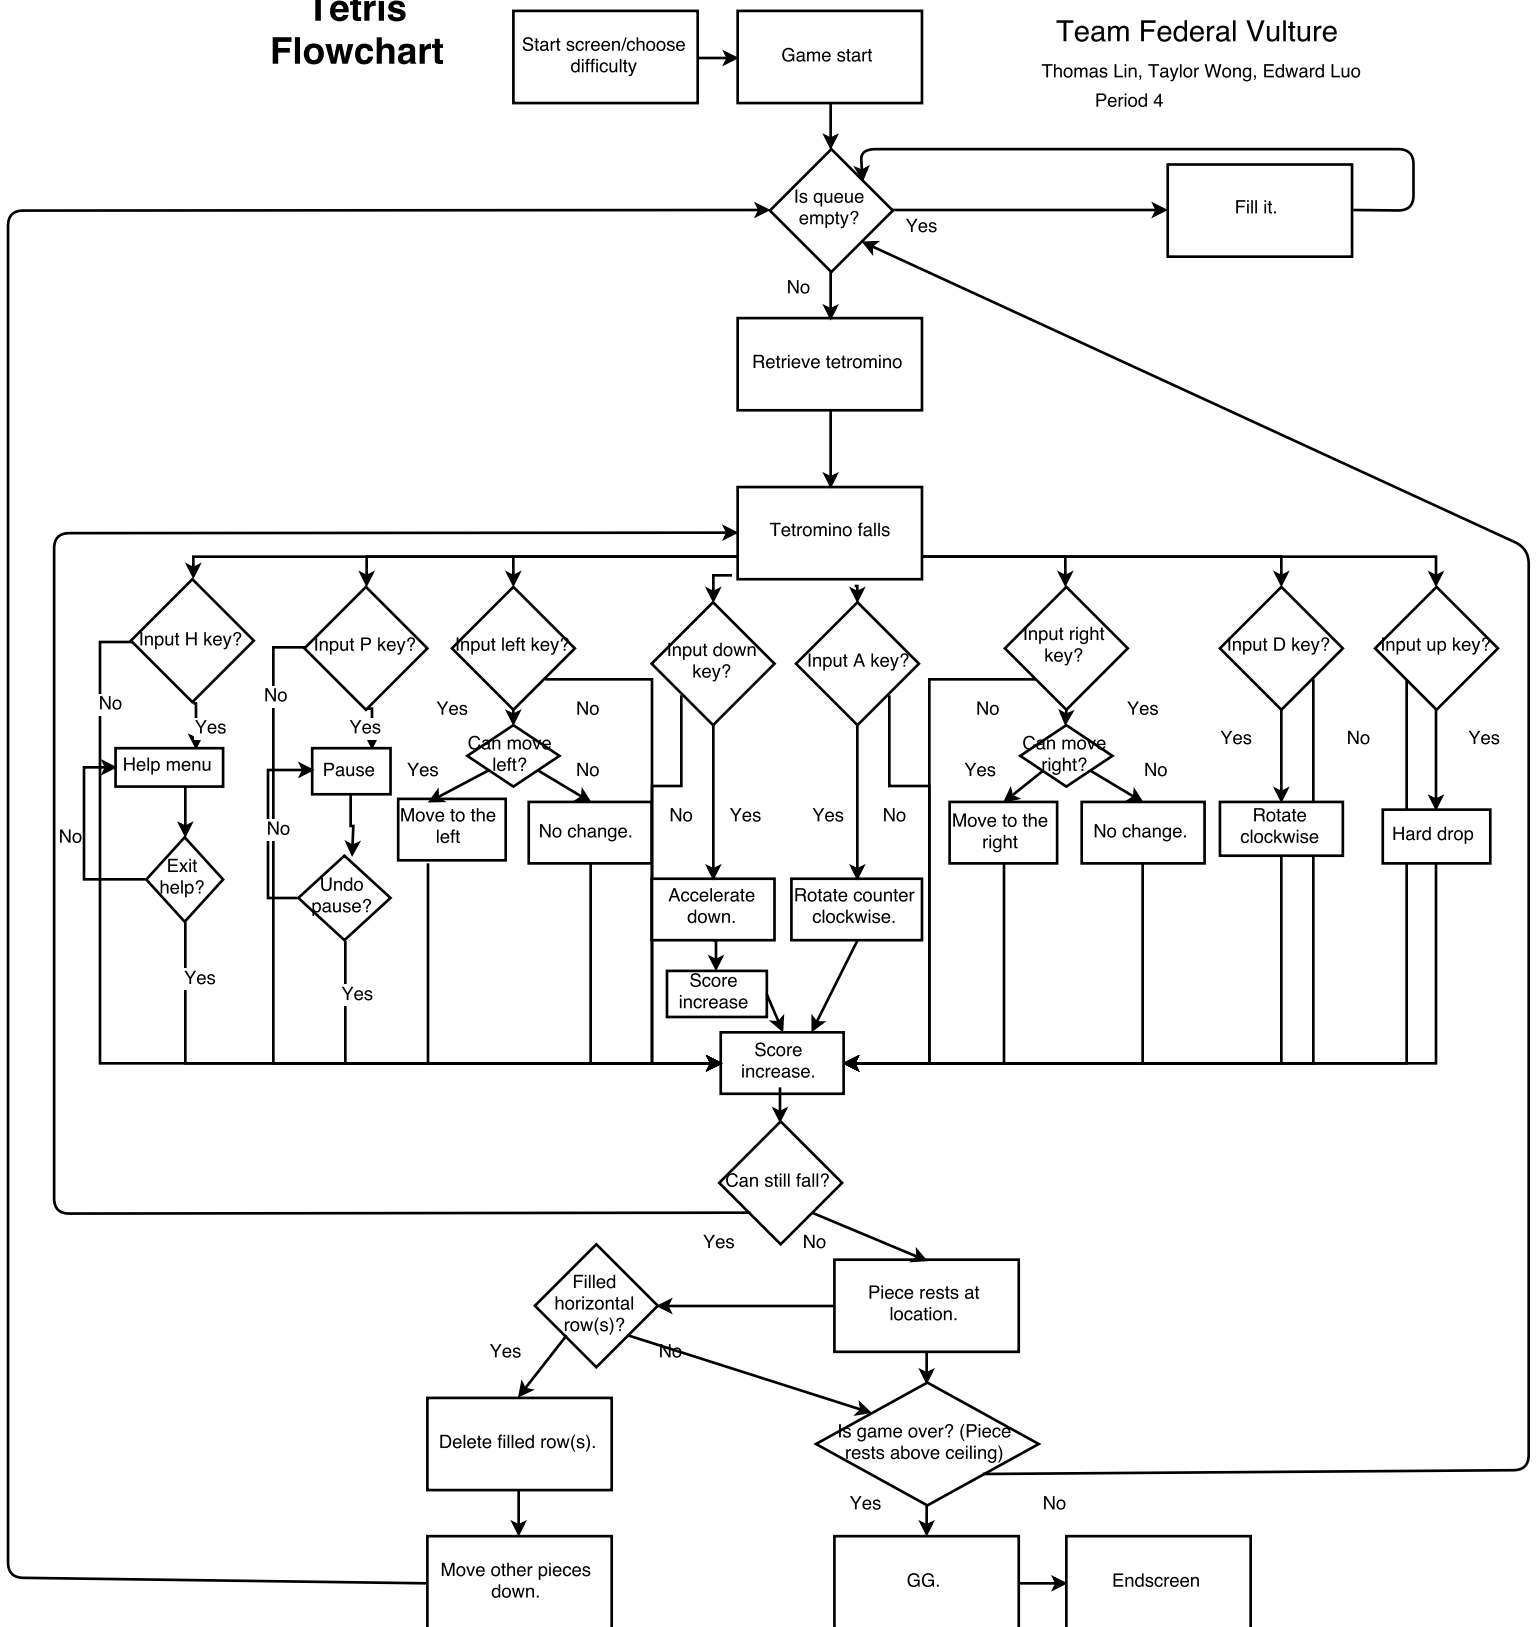 Tetris
Flowchart
Team Federal Vulture
Thomas Lin, Taylor Wong, Edward Luo
Period 4
Start screen/choose
difficulty
Game start
Is queue
empty?
Yes
Fill it.
No
Retrieve tetromino
Tetromino falls
Input H key?
Input P key?
Input left key?
Input down
key?
Input A key?
Input right
key?
Input D key?
Input up key?
No
Yes
No
Yes
Yes
No
No
Yes
Yes
No
Yes
Help menu
Pause
Can move
left?
Yes
No
Can move
right?
Yes
No
Move to the
left
No change.
No
Yes
Yes
No
Move to the
right
No change.
Rotate
clockwise
Hard drop
No
Exit
help?
No
Undo
pause?
Accelerate
down.
Rotate counter
clockwise.
Yes
Yes
Score
increase
Score
increase.
Can still fall?
Yes
No
Filled
horizontal
row(s)?
Piece rests at
location.
Yes
No
Delete filled row(s).
Is game over? (Piece
rests above ceiling)
Yes
No
Move other pieces
down.
GG.
Endscreen